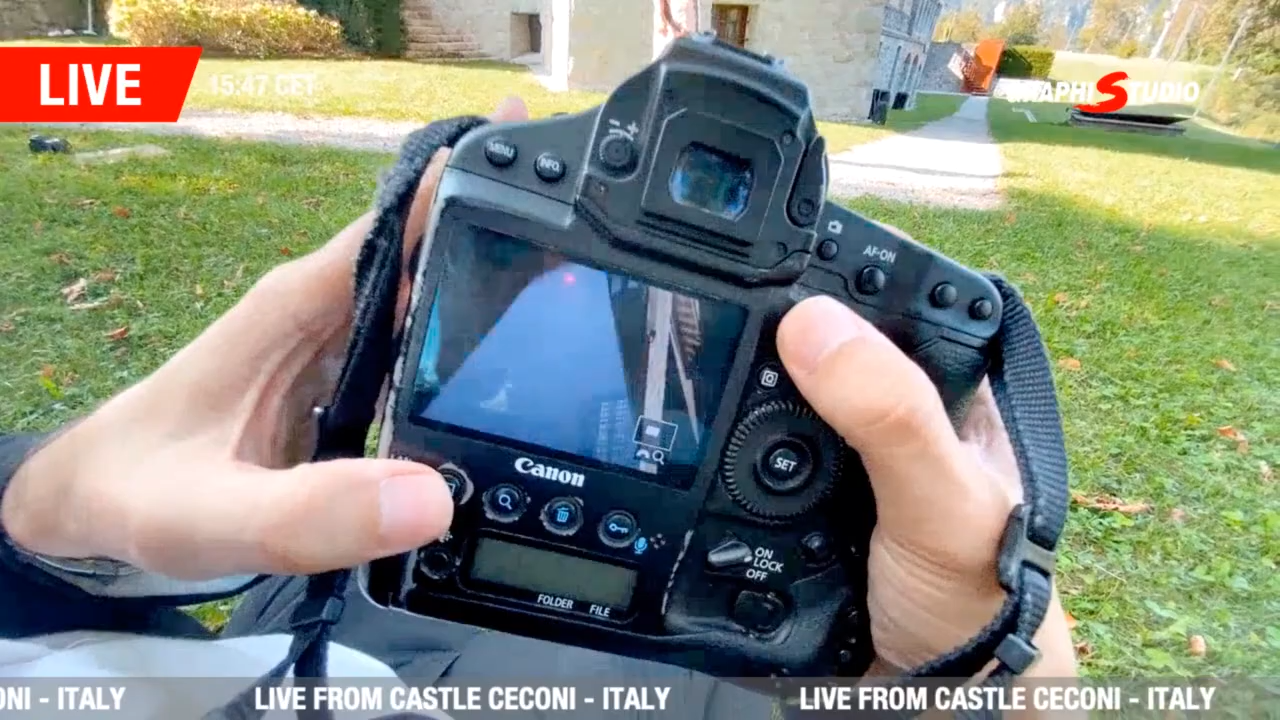 LIVE
15:47 CET
GRAPHISTUDIO
MENU
INFO
AF-ON
Canon
SET
ON
LOCK
OFF
FOLDER FILE
ONI - ITALY LIVE FROM CASTLE CECONI - ITALY LIVE FROM CASTLE CECONI - ITALY